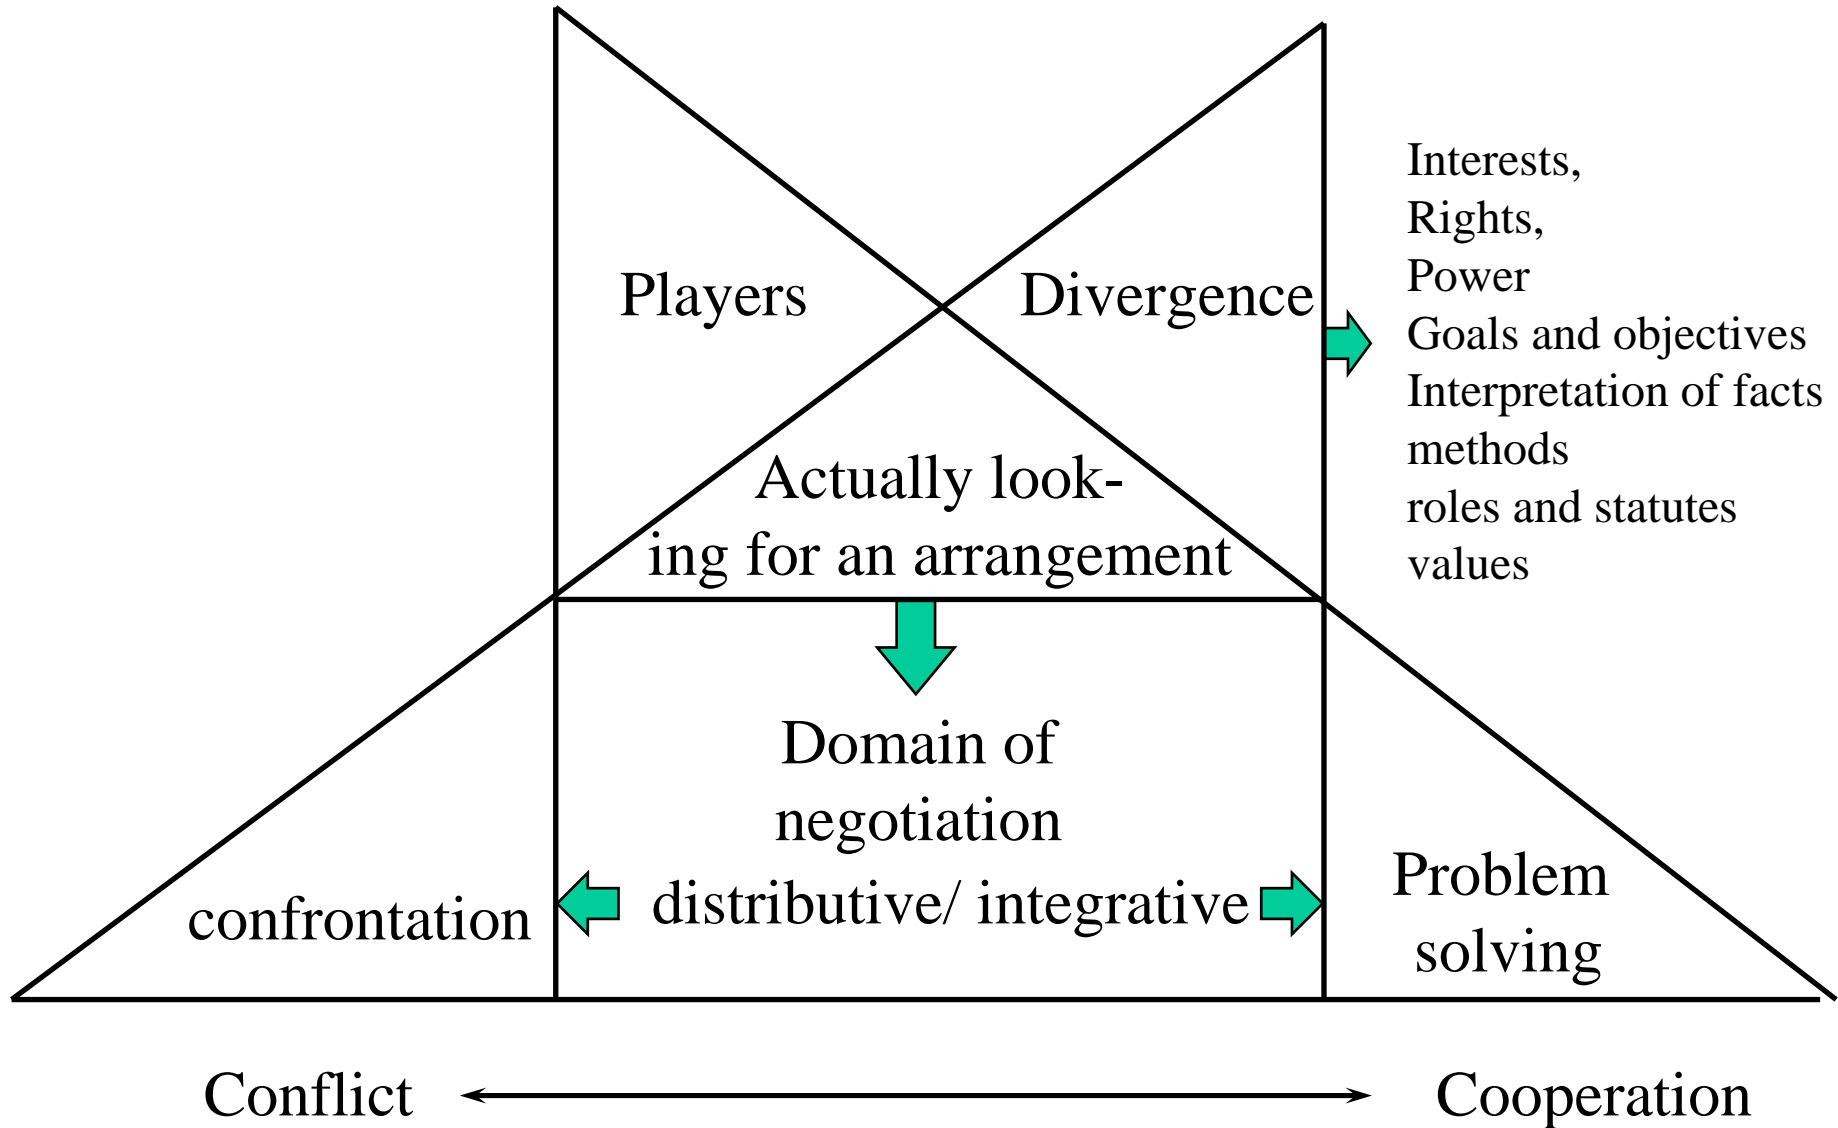 Players
Divergence
Interests,
Rights,
Power
Goals and objectives
Interpretation of facts
methods
roles and statutes
values
Actually look-
ing for an arrangement
Domain of
negotiation
distributive/ integrative
confrontation
Problem
solving
Conflict
Cooperation